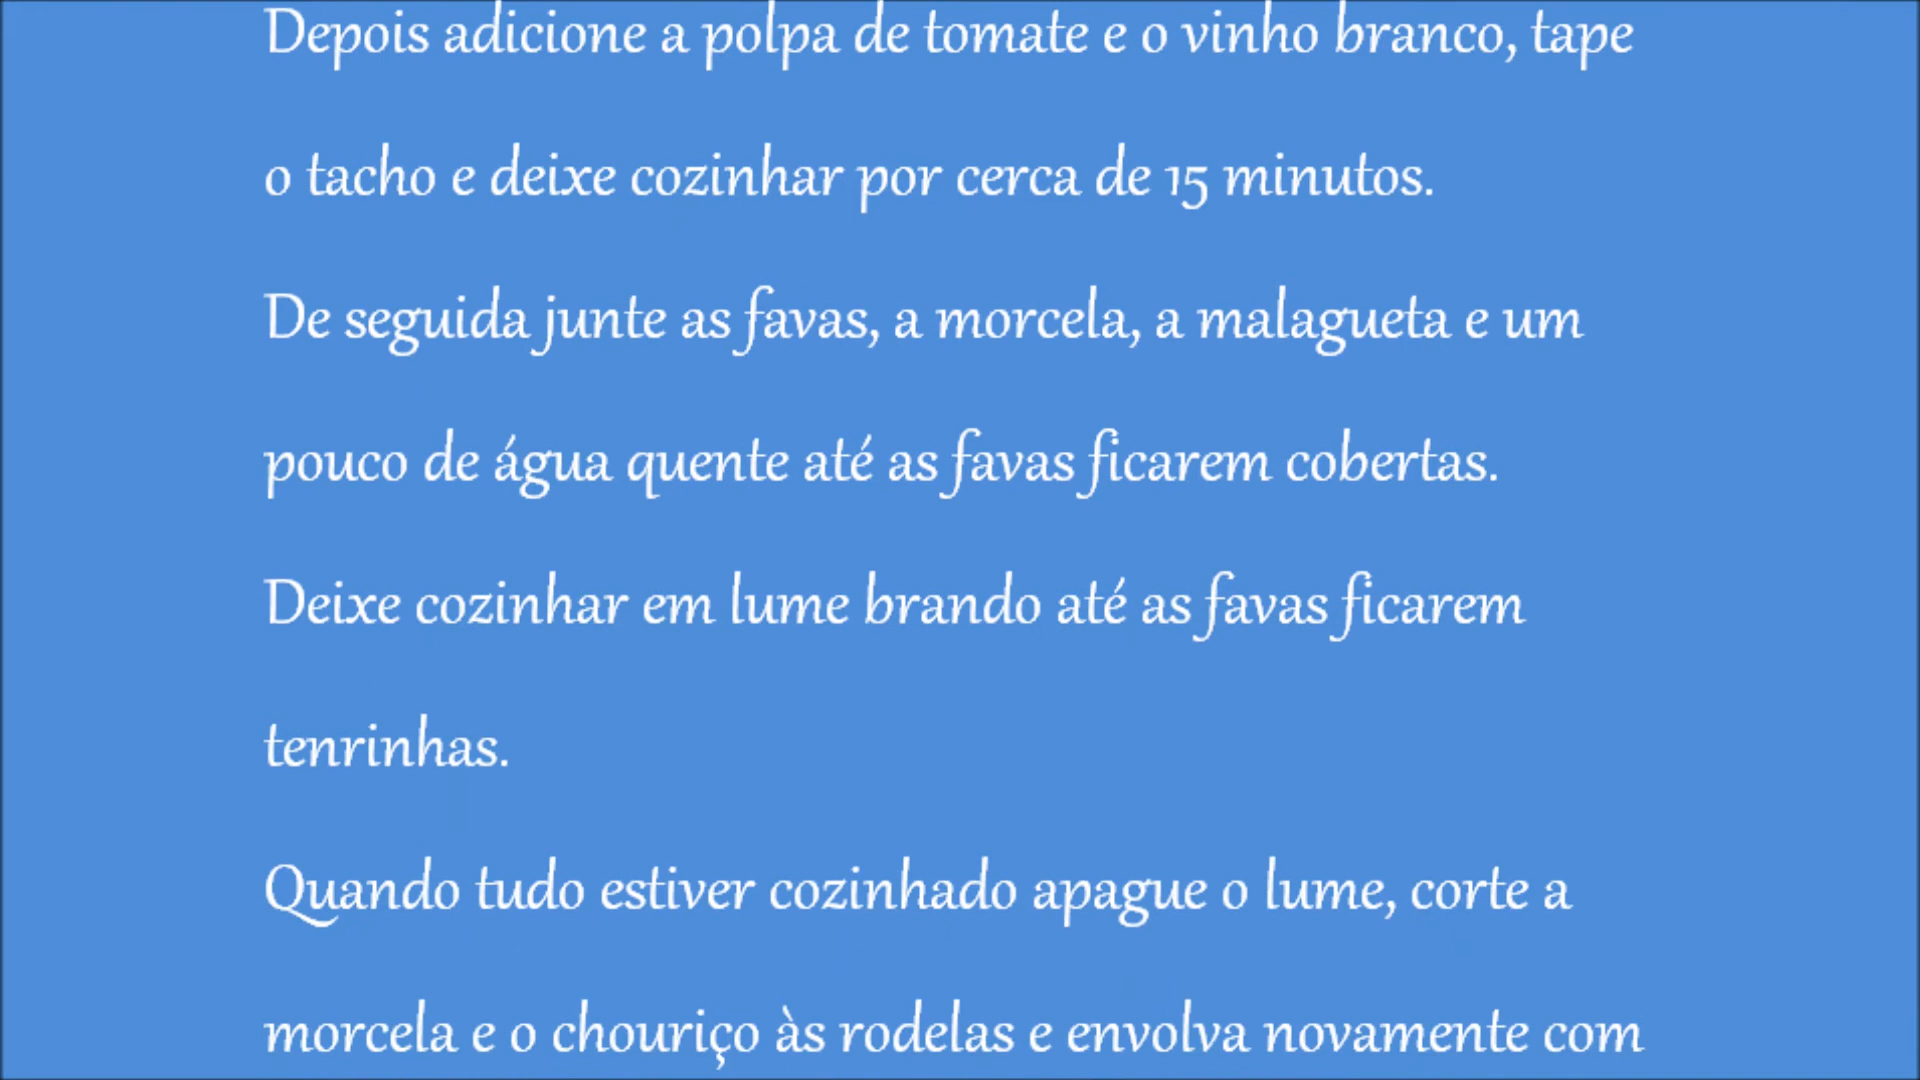 Depois adicione a polpa de tomate e o vinho branco, tape
o tacho e deixe cozinhar por cerca de 15 minutos.
De seguida junte as favas, a morcela, a malagueta e um
pouco de água quente até as favas ficarem cobertas.
Deixe cozinhar em lume brando até as favas ficarem
tenrinhas.
Quando tudo estiver cozinhado apague o lume, corte a
morcela e o chouriço às rodelas e envolva novamente com